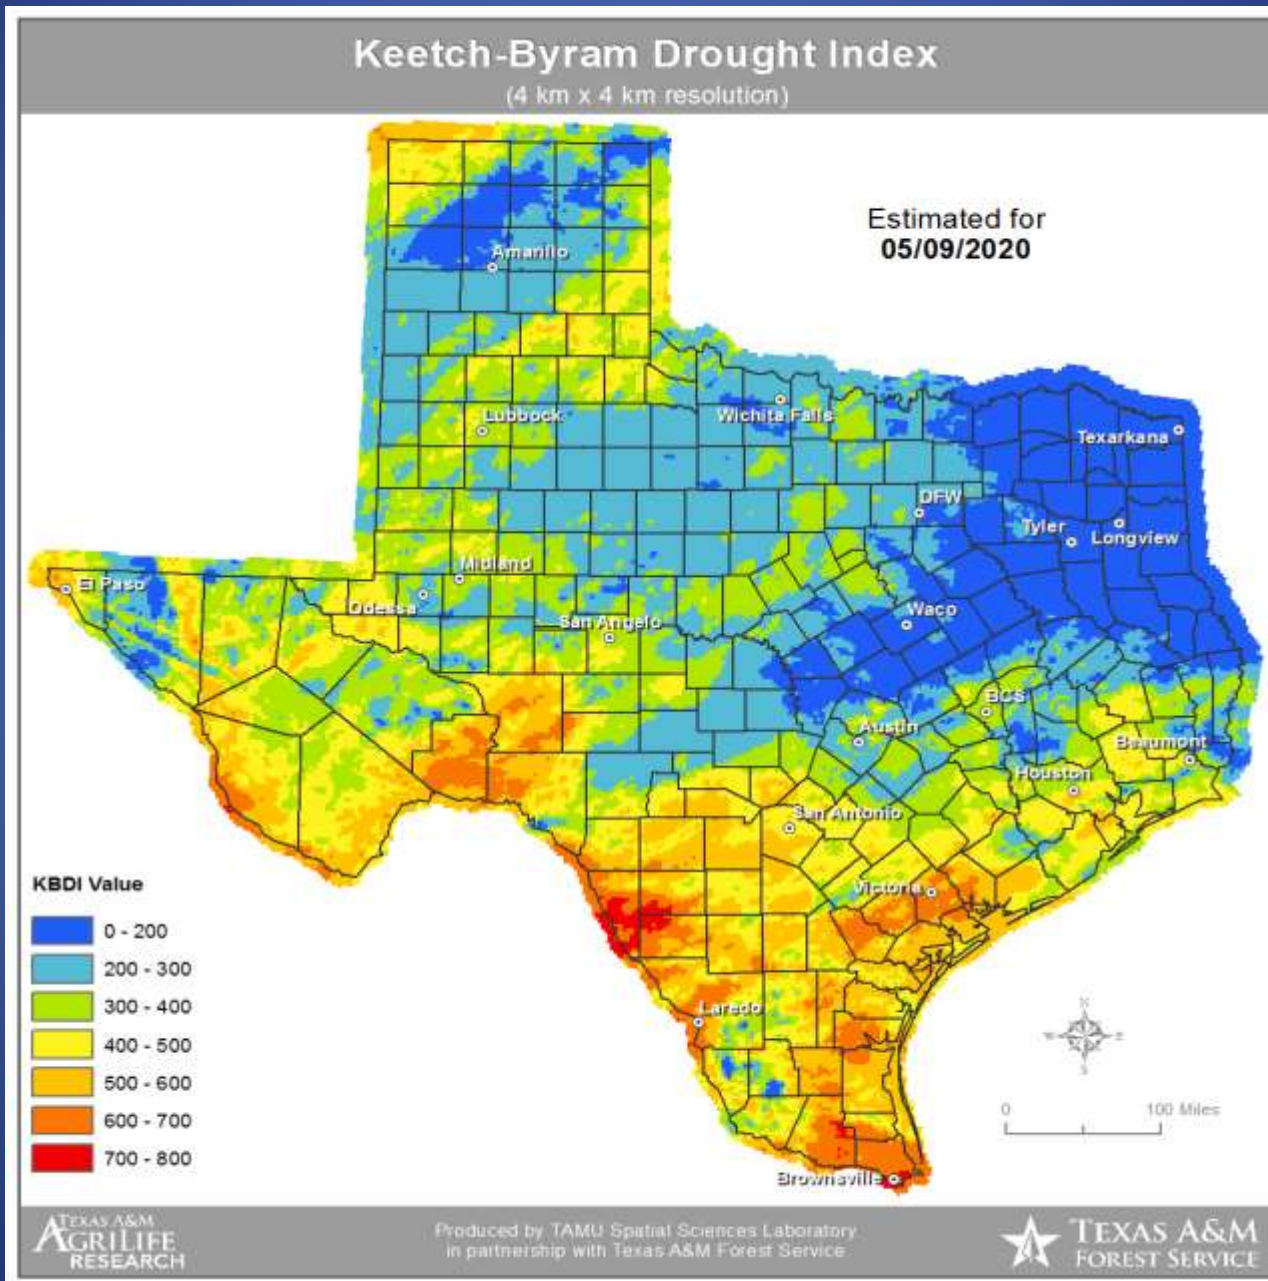 Keetch-Byram Drought Index
(4 km x 4 km resolution)
Estimated for
05/09/2020
Amarillo
Lubbock
Wichita Falls
Texarkana
DFW
Tyler
Longview
Midland
El Paso
Odessa
San Angelo
Waco
BCS
Austin
Beaumont
Houston
San Antonio
Victoria
Laredo
Brownsville
KBDI Value
0 - 200
200 - 300
300 - 400
400 - 500
500 - 600
600 - 700
700 - 800
N
W
E
S
0
100 Miles
TEXAS A&M
AGRILIFE
RESEARCH
Produced by TAMU Spatial Sciences Laboratory
in partnership with Texas A&M Forest Service
TEXAS A&M
FOREST SERVICE